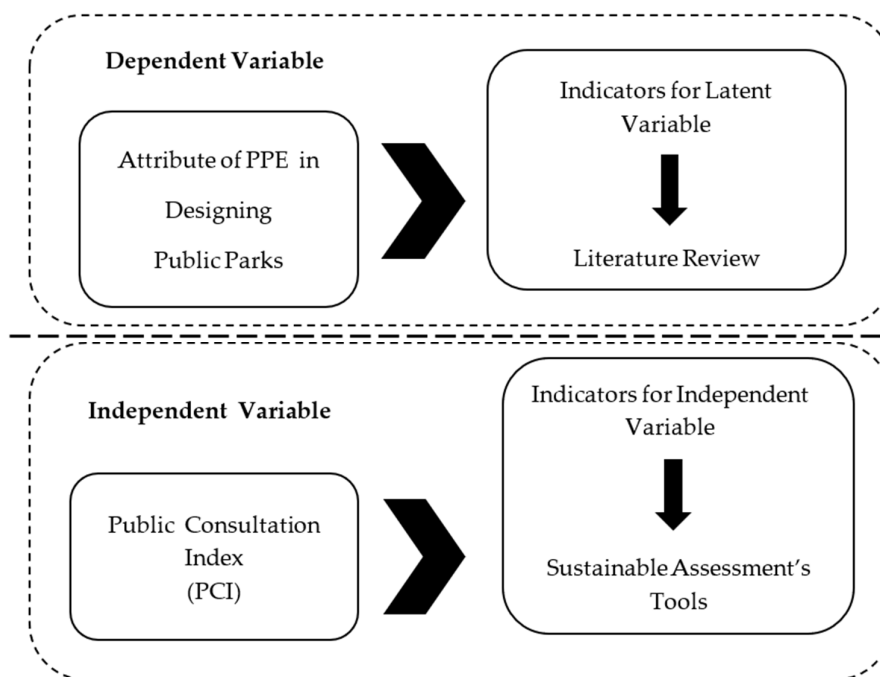 Dependent Variable
Attribute of PPE in
Designing
Public Parks
Indicators for Latent
Variable
Literature Review
Independent Variable
Public Consultation
Index
(PCI)
Indicators for Independent
Variable
Sustainable Assessment's
Tools